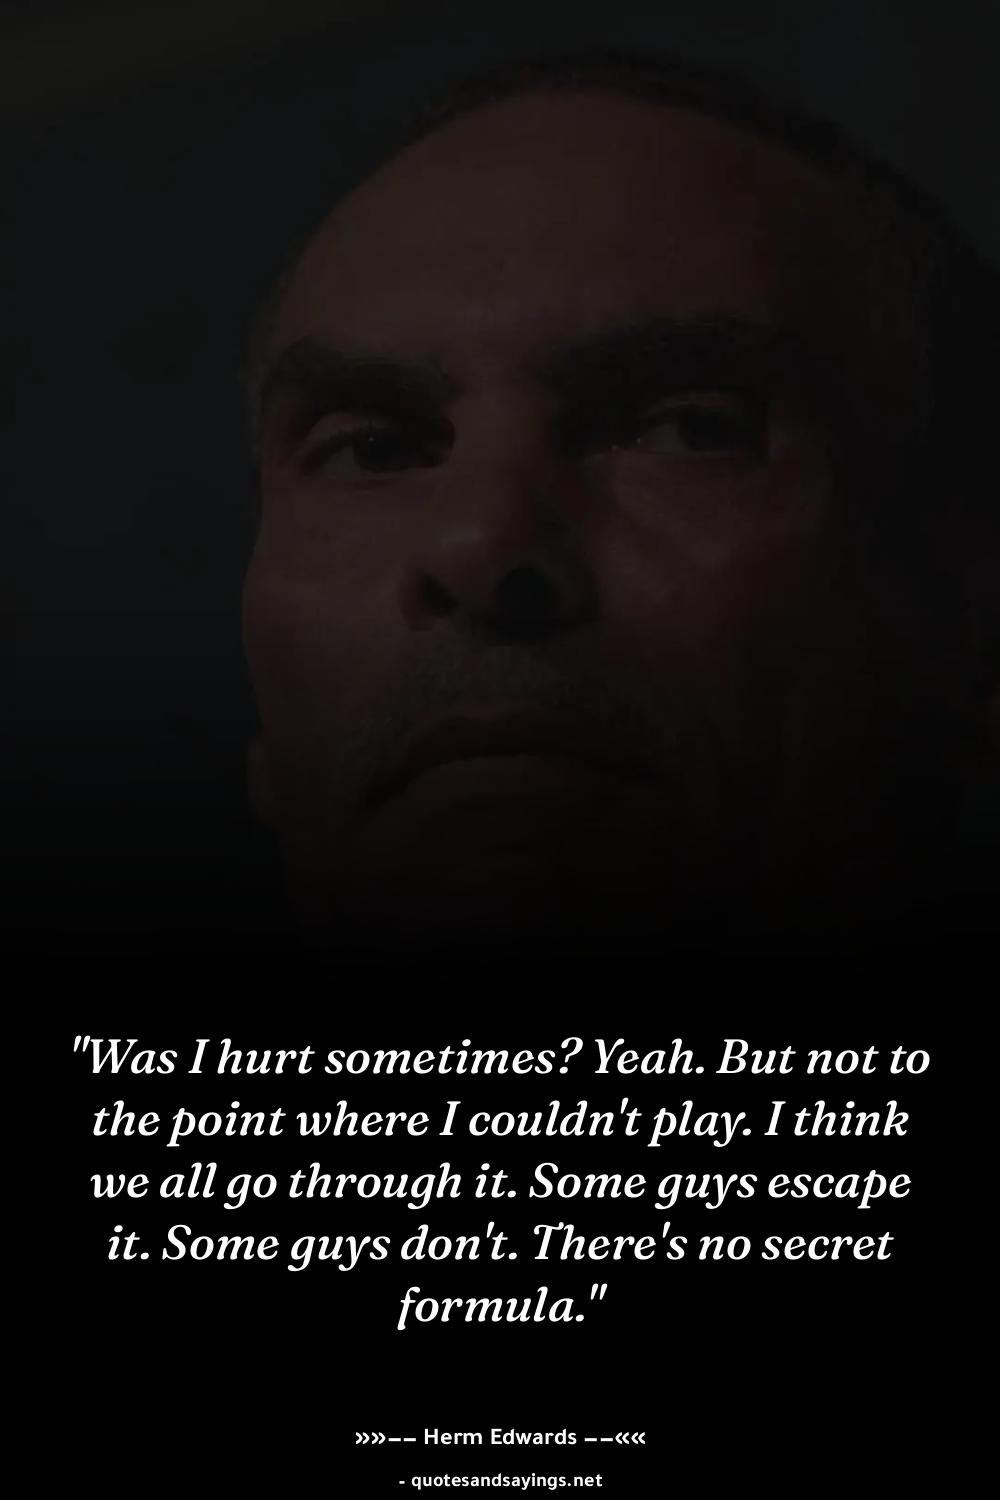 "Was I hurt sometimes? Yeah. But not to
the point where I couldn't play. I think
we all go through it. Some guys escape
it. Some guys don't. There's no secret
formula."
»»−− Herm Edwards −−««
- quotesandsayings.net